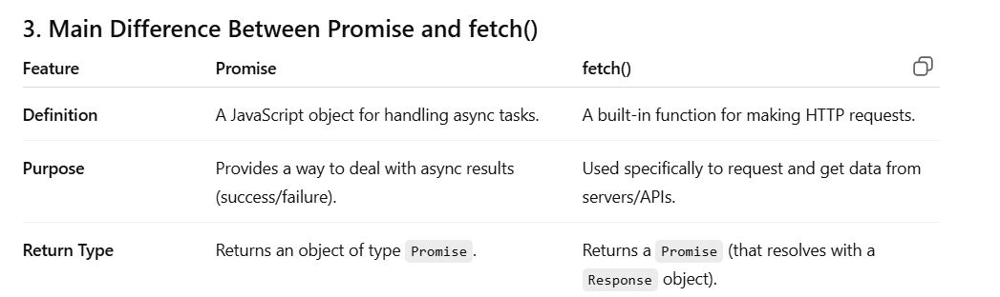 3. Main Difference Between Promise and fetch()
Feature Promise fetch()
Definition A JavaScript object for handling async tasks. A built-in function for making HTTP requests.
Purpose Provides a way to deal with async results Used specifically to request and get data from
(success/failure). servers/APIs.
Return Type Returns an object of type Promise. Returns a Promise (that resolves with a
Response object).